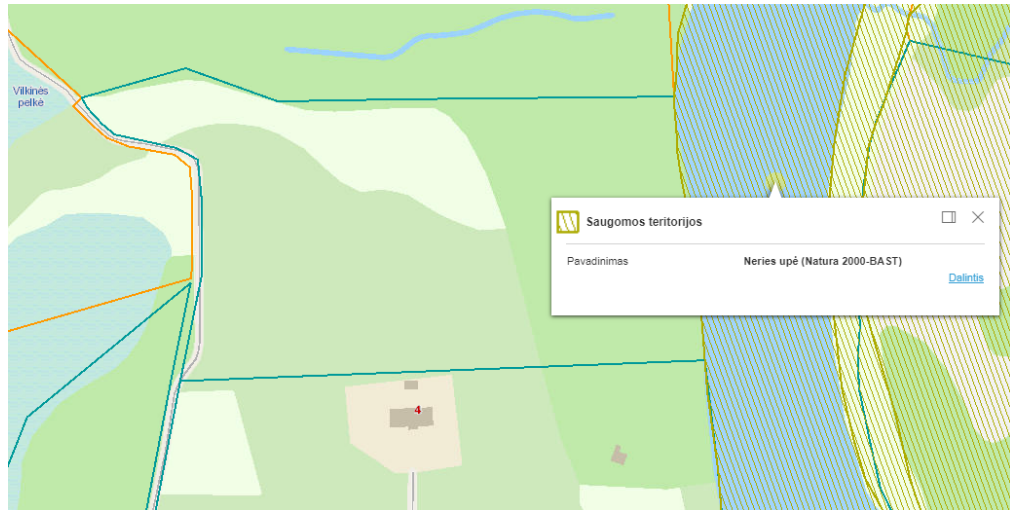 Vilkinės
pelkė
Saugomos teritorijos
Pavadinimas Neries upė (Natura 2000-BAST)
Dalintis
4